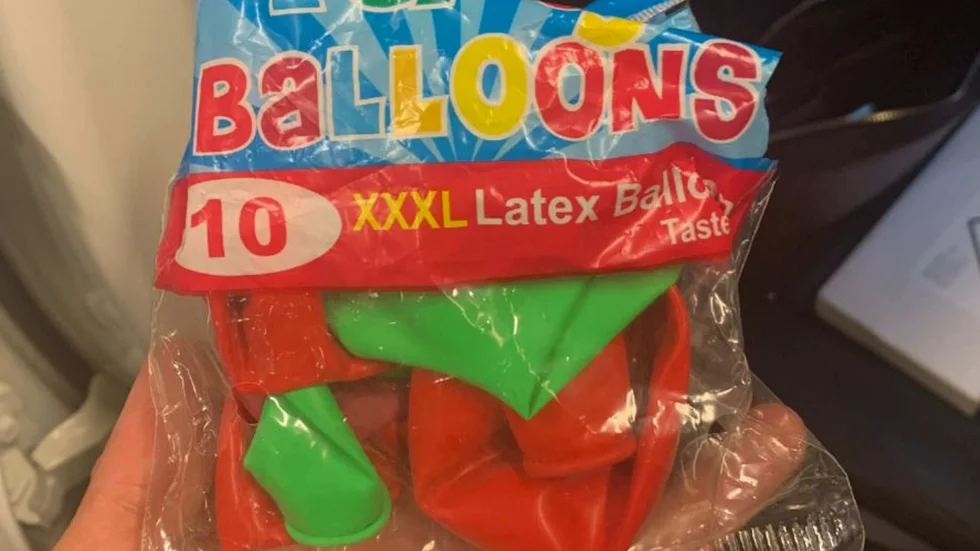 BaLLOONS
10
XXXL Latex Ballo
Taste